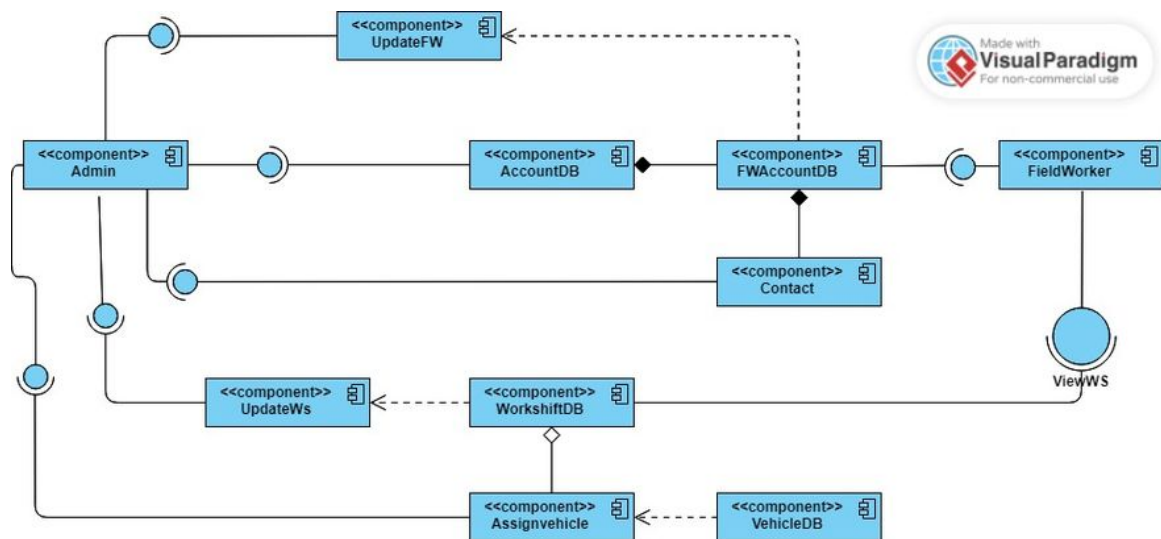 <<component>>
UpdateFW
Made with
Visual Paradigm
For non-commercial use
<<component>>
Admin
<<component>>
AccountDB
<<component>>
FWAccountDB
<<component>>
FieldWorker
<<component>>
Contact
ViewWS
<<component>>
UpdateWs
<<component>>
WorkshiftDB
<<component>>
Assignvehicle
<<component>>
VehicleDB